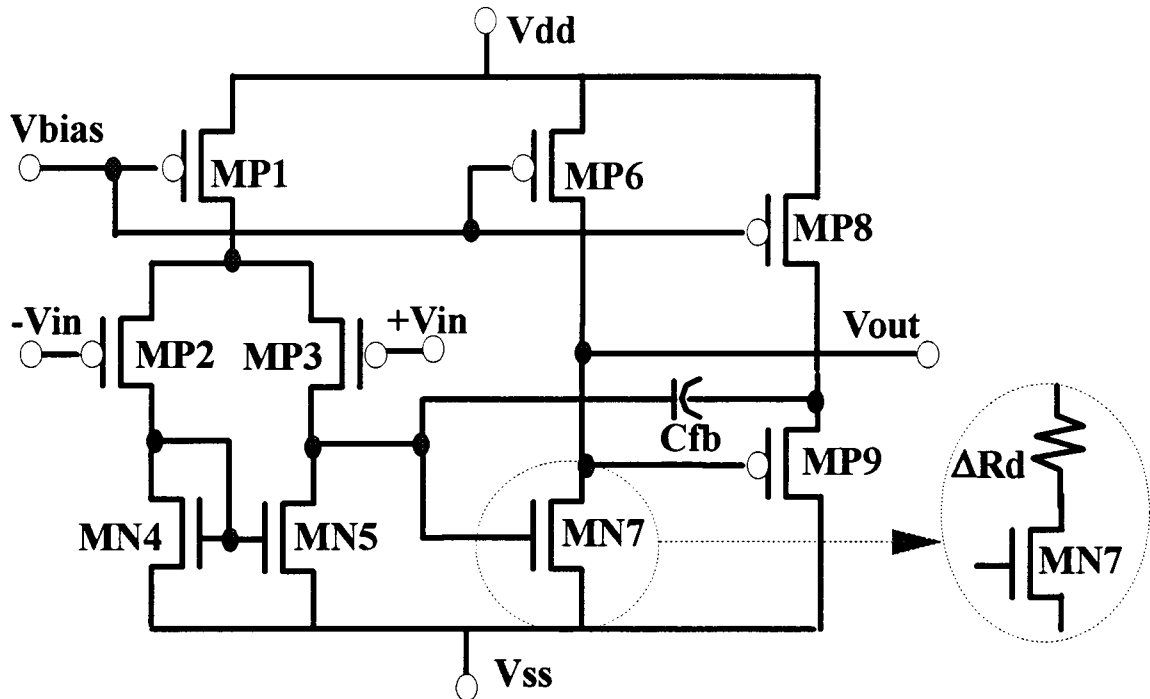 Vdd
Vbias
MP1
MP6
MP8
-Vin
+Vin
MP2
MP3
Vout
Cfb
MP9
ΔRd
MN4
MN5
MN7
MN7
Vss